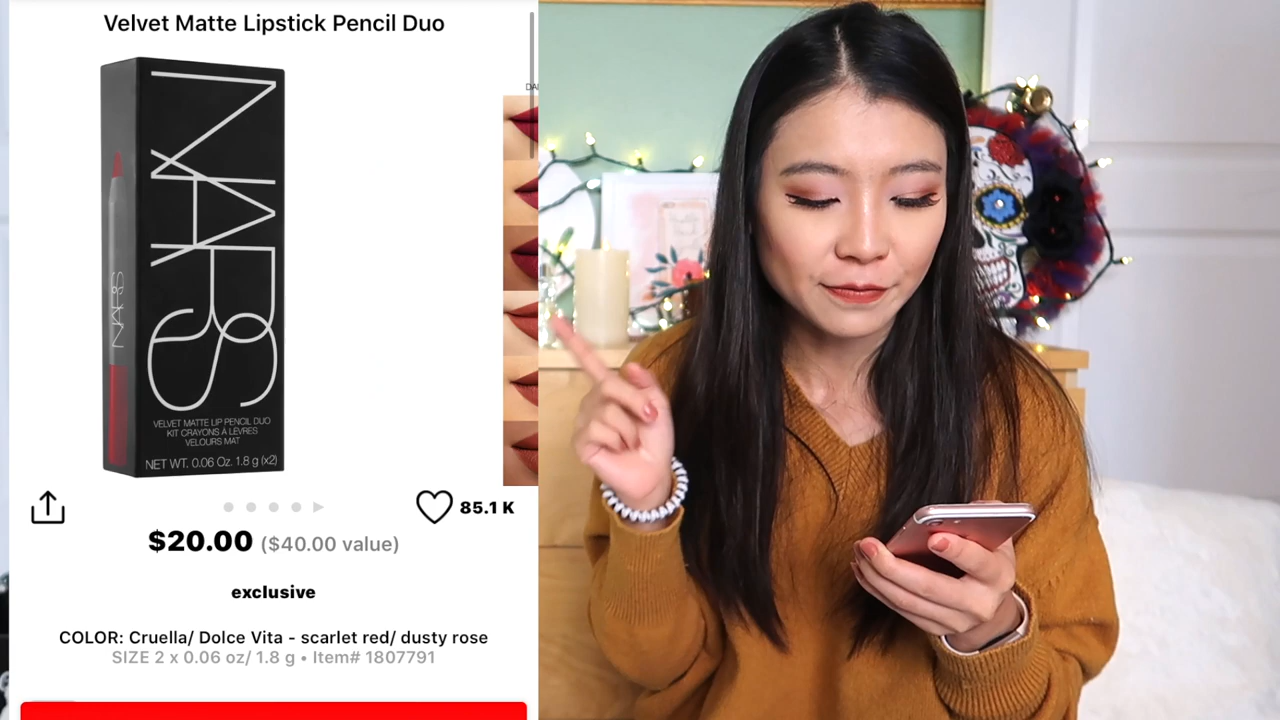 Velvet Matte Lipstick Pencil Duo
NARS
NARS
VELVET MATTE LIP PENCIL DUO
KIT CRAYONS À LÈVRES
VELOURS MAT
NET WT. 0.06 Oz. 1.8 g (x2)
85.1 K
$20.00 ($40.00 value)
exclusive
COLOR: Cruella/ Dolce Vita - scarlet red/ dusty rose
SIZE 2 x 0.06 oz/ 1.8 g • Item# 1807791